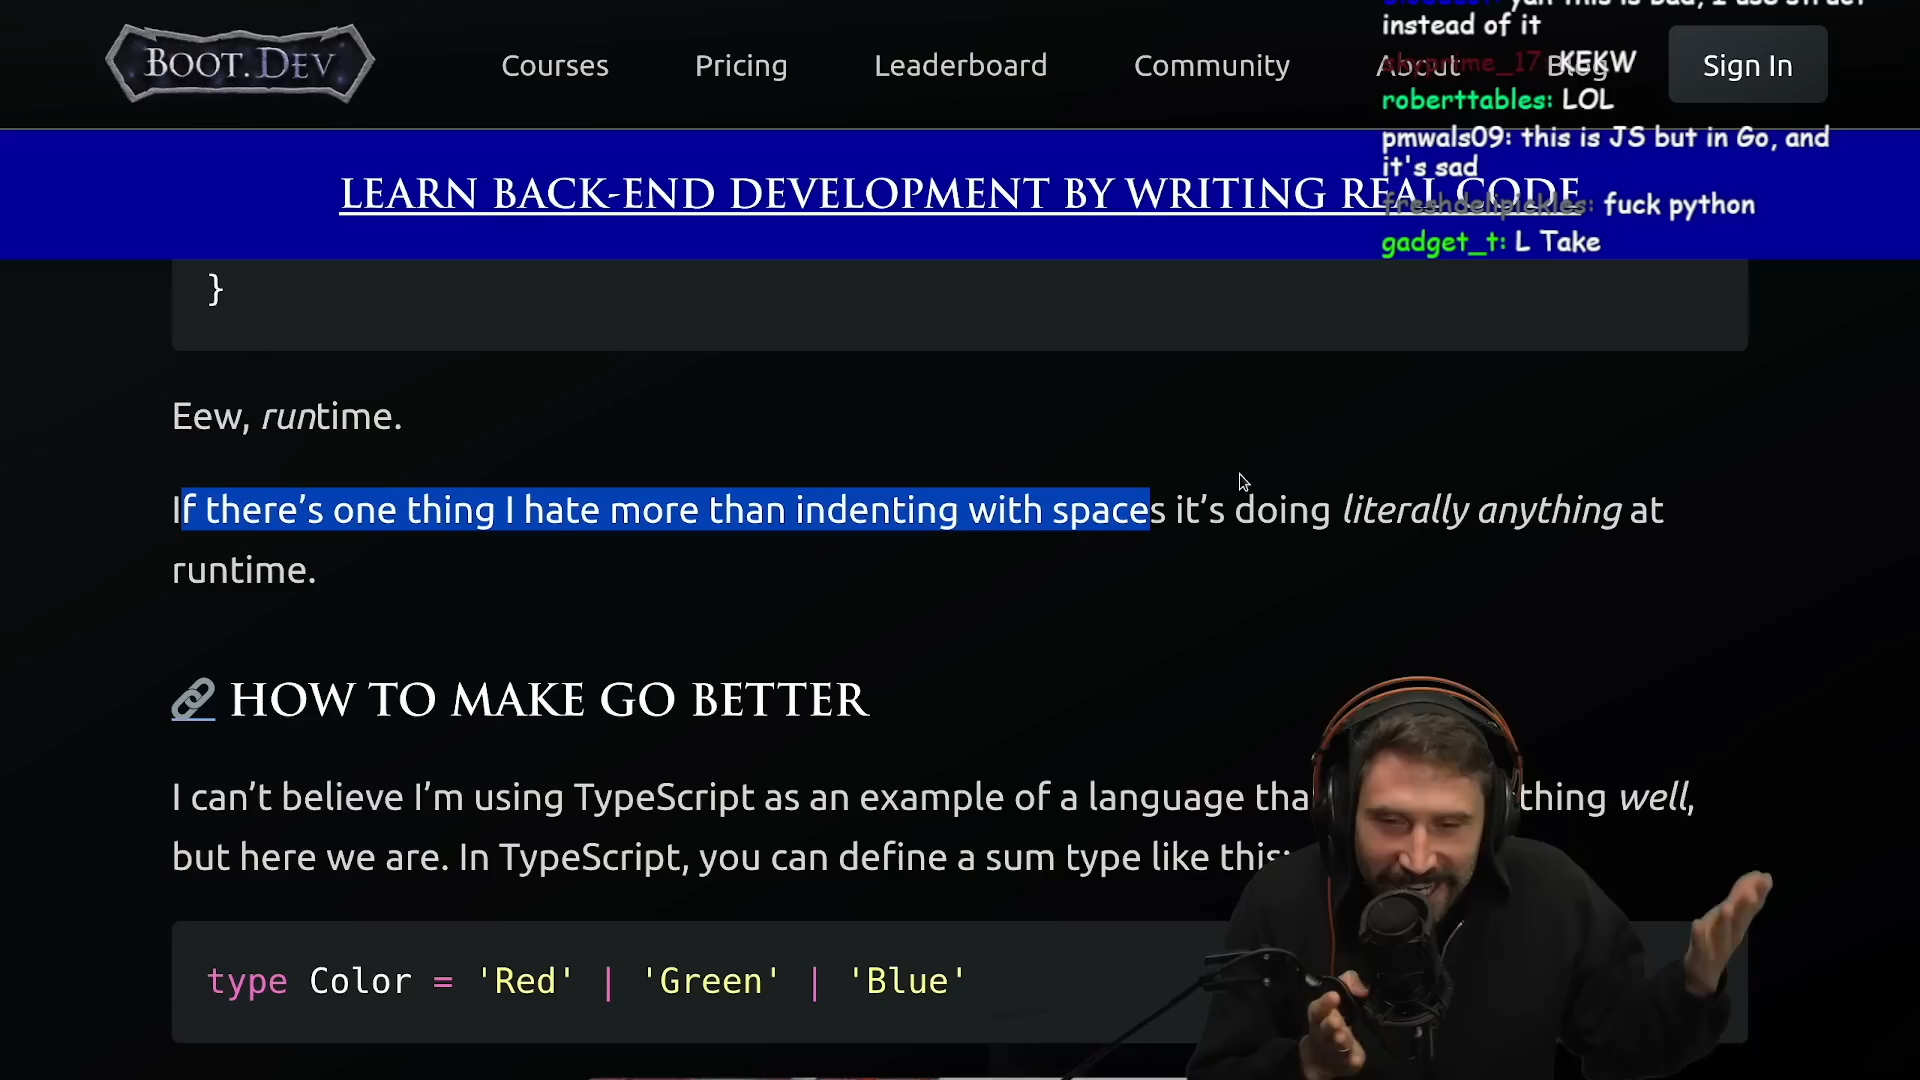 BOOT.DEV
Courses
Pricing
Leaderboard
Community
About
Blog
Sign In
instead of it
skyprime_17: KEKW
roberttables: LOL
pmwals09: this is JS but in Go, and
it's sad
freshdellpickles: fuck python
gadget_t: L Take
LEARN BACK-END DEVELOPMENT BY WRITING REAL CODE
}
Eew, runtime.
If there’s one thing I hate more than indenting with spaces it’s doing literally anything at
runtime.
HOW TO MAKE GO BETTER
I can’t believe I’m using TypeScript as an example of a language tha thing well,
but here we are. In TypeScript, you can define a sum type like this:
type Color = 'Red' | 'Green' | 'Blue'